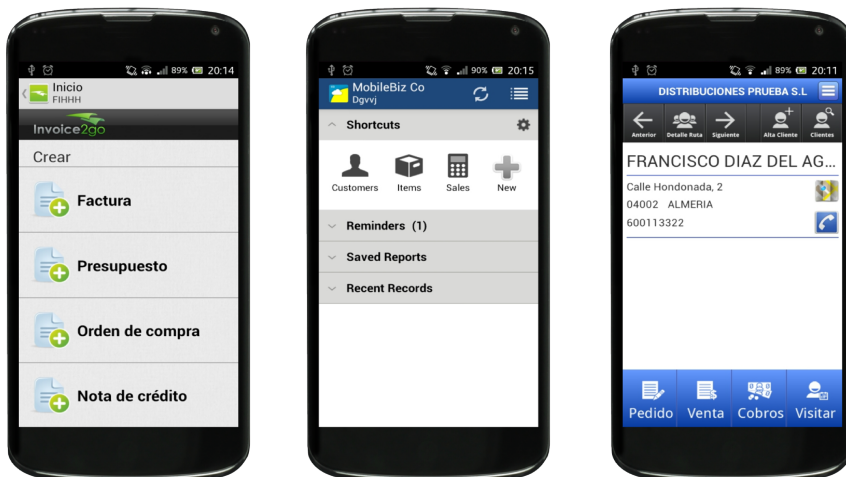 89% 20:14
Inicio
FIHHH
Invoice2go
Crear
Factura
Presupuesto
Orden de compra
Nota de crédito
90% 20:15
MobileBiz Co
Dgvvj
Shortcuts
Customers Items Sales New
Reminders (1)
Saved Reports
Recent Records
89% 20:11
DISTRIBUCIONES PRUEBA S.L
Anterior Detalle Ruta Siguiente Alta Cliente Clientes
FRANCISCO DIAZ DEL AG...
Calle Hondonada, 2
04002 ALMERIA
600113322
Pedido Venta Cobros Visitar